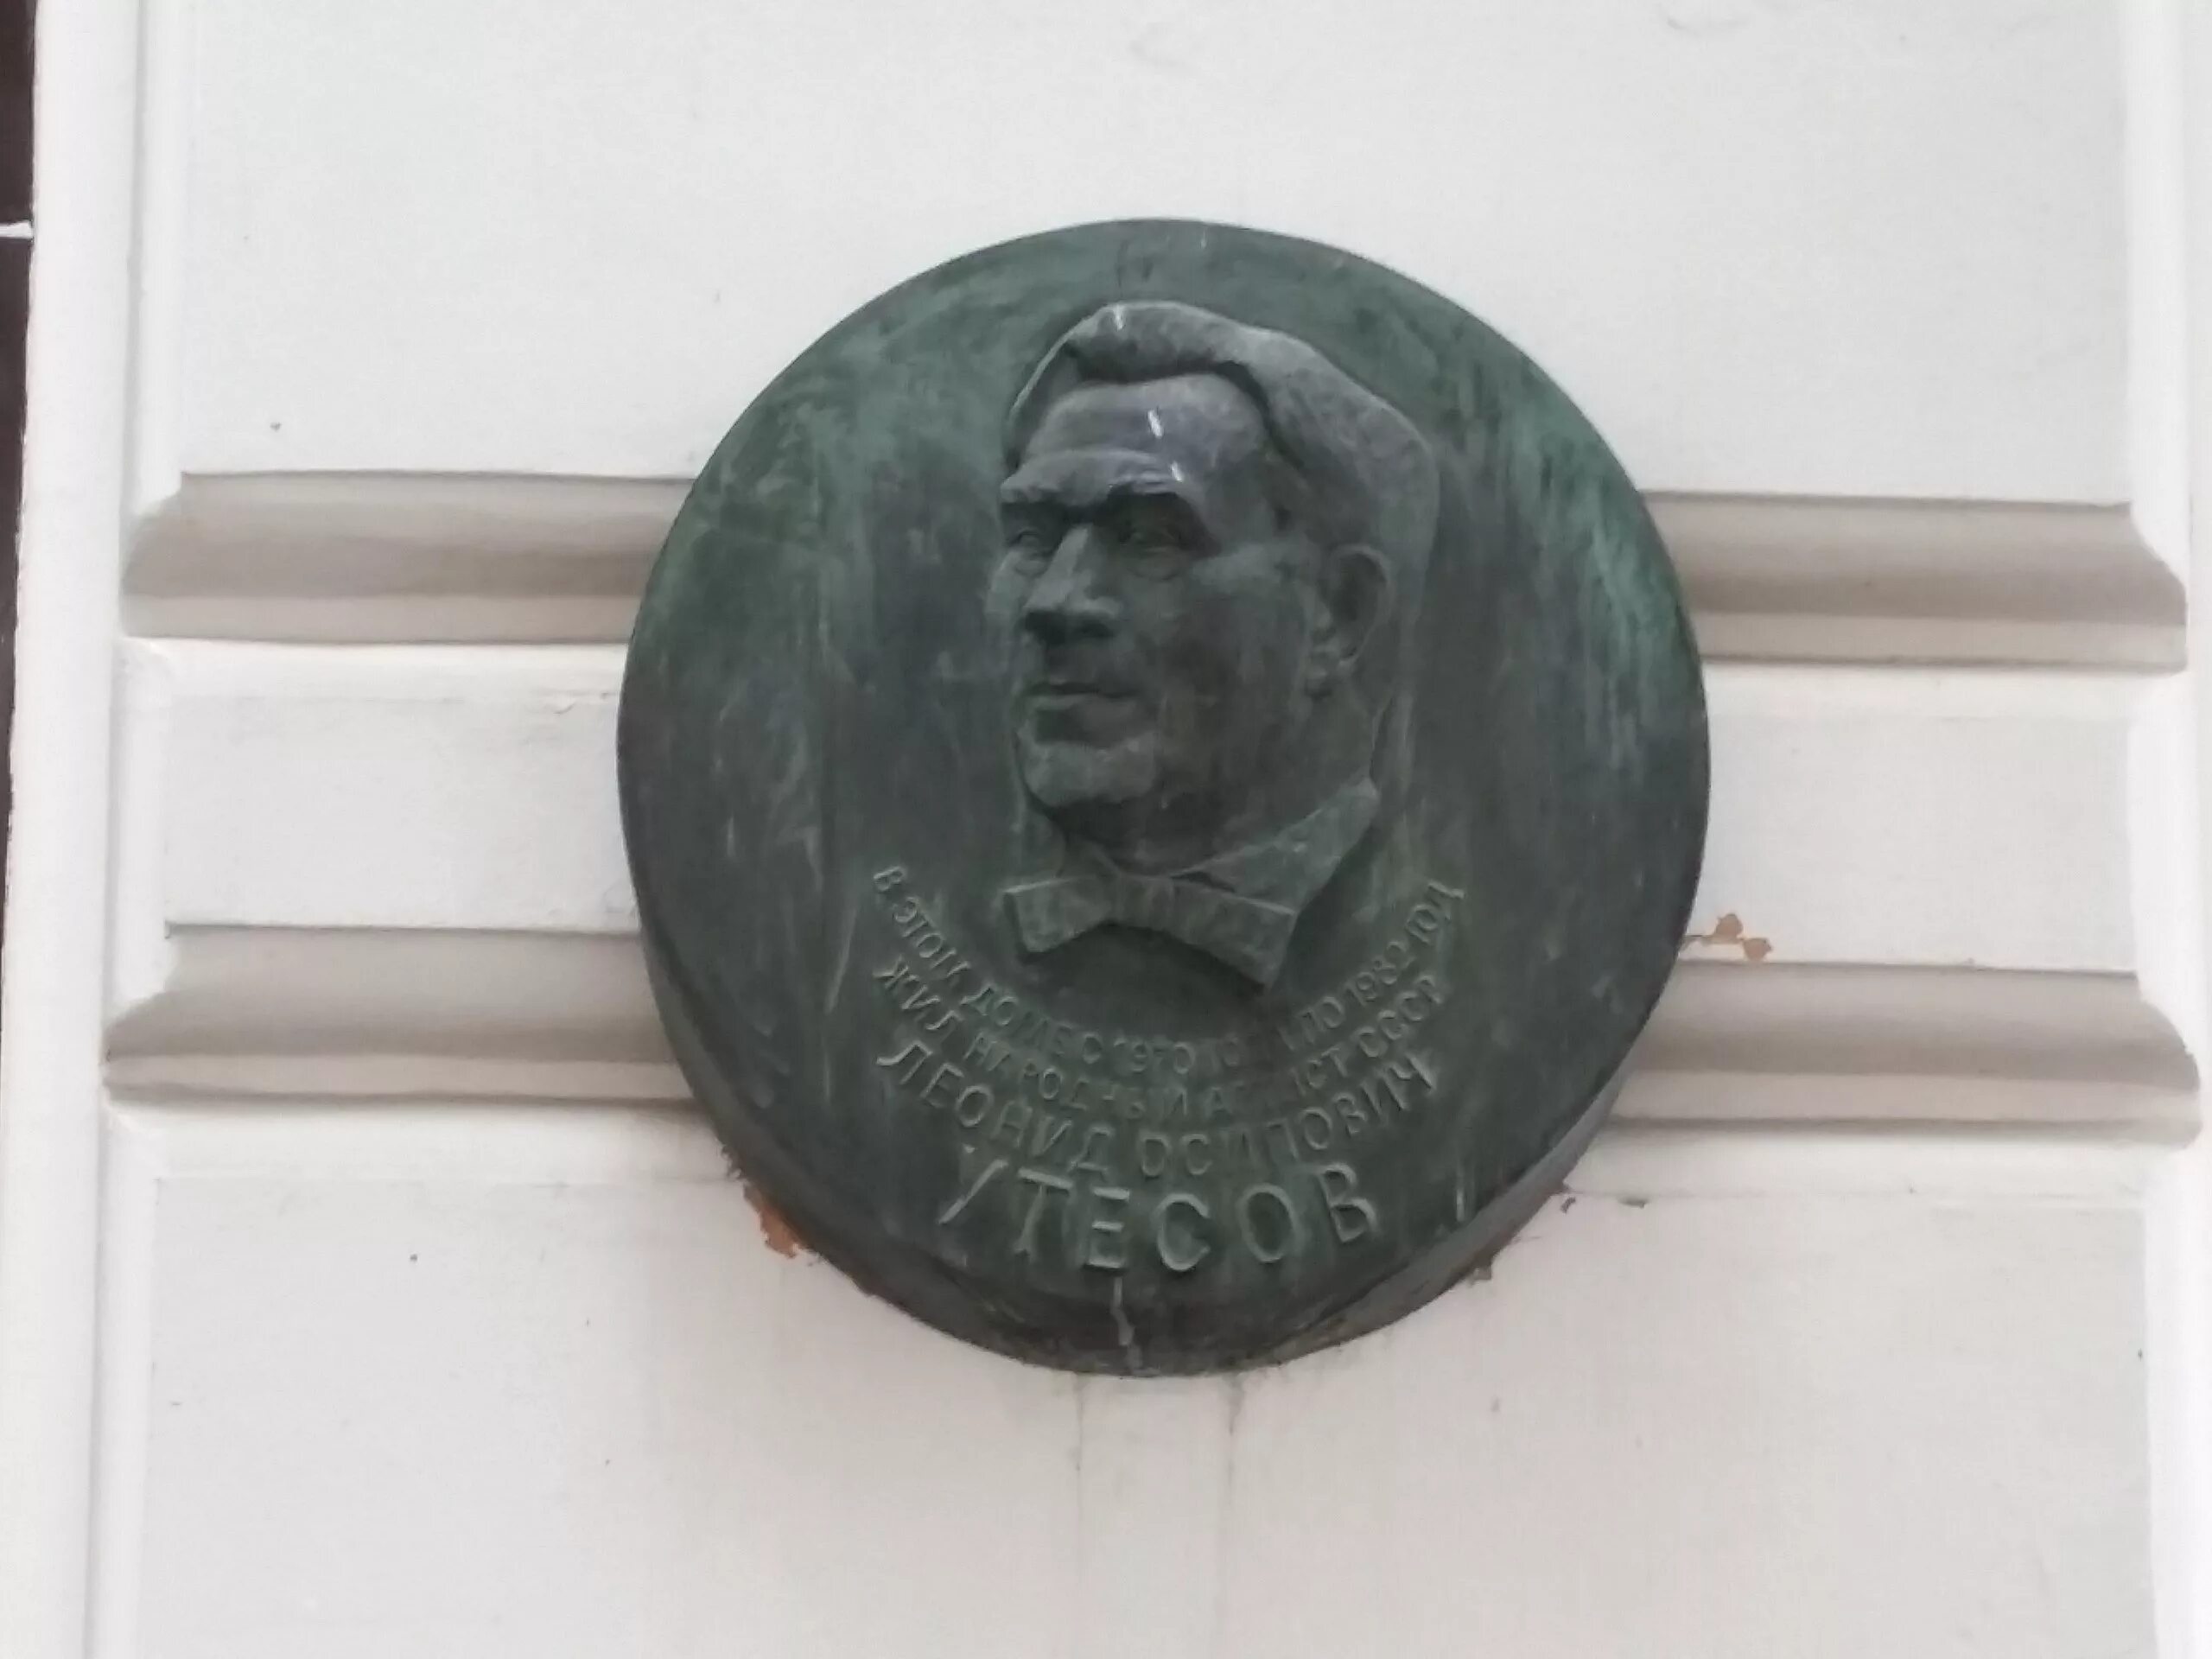 В ЭТОМ ДОМЕ С 1970 ГОДА ПО 1982 ГОД
ЖИЛ НАРОДНЫЙ АРТИСТ СССР
ЛЕОНИД ОСИПОВИЧ
УТЕСОВ